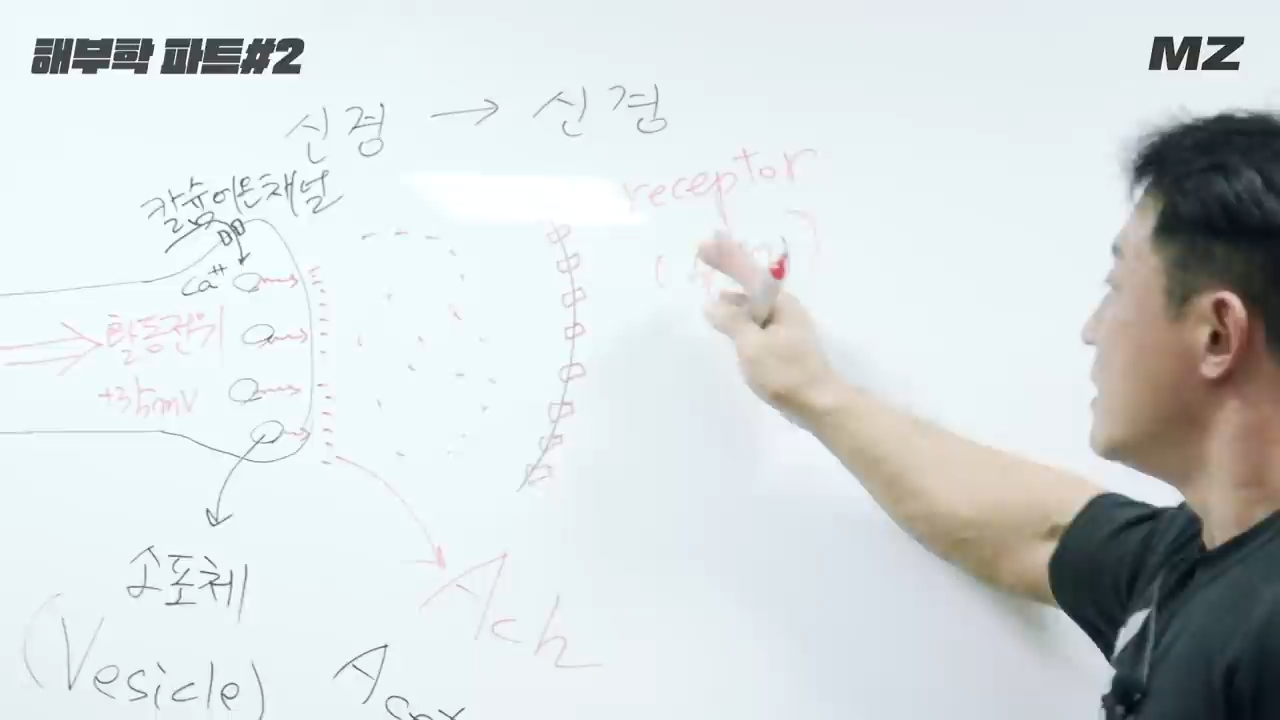 해부학 파트#2
MZ
신경 → 신경
칼슘이온채널
receptor
Ca⁺⁺
활동전위
+35mV
소포체
Ach
(Vesicle)